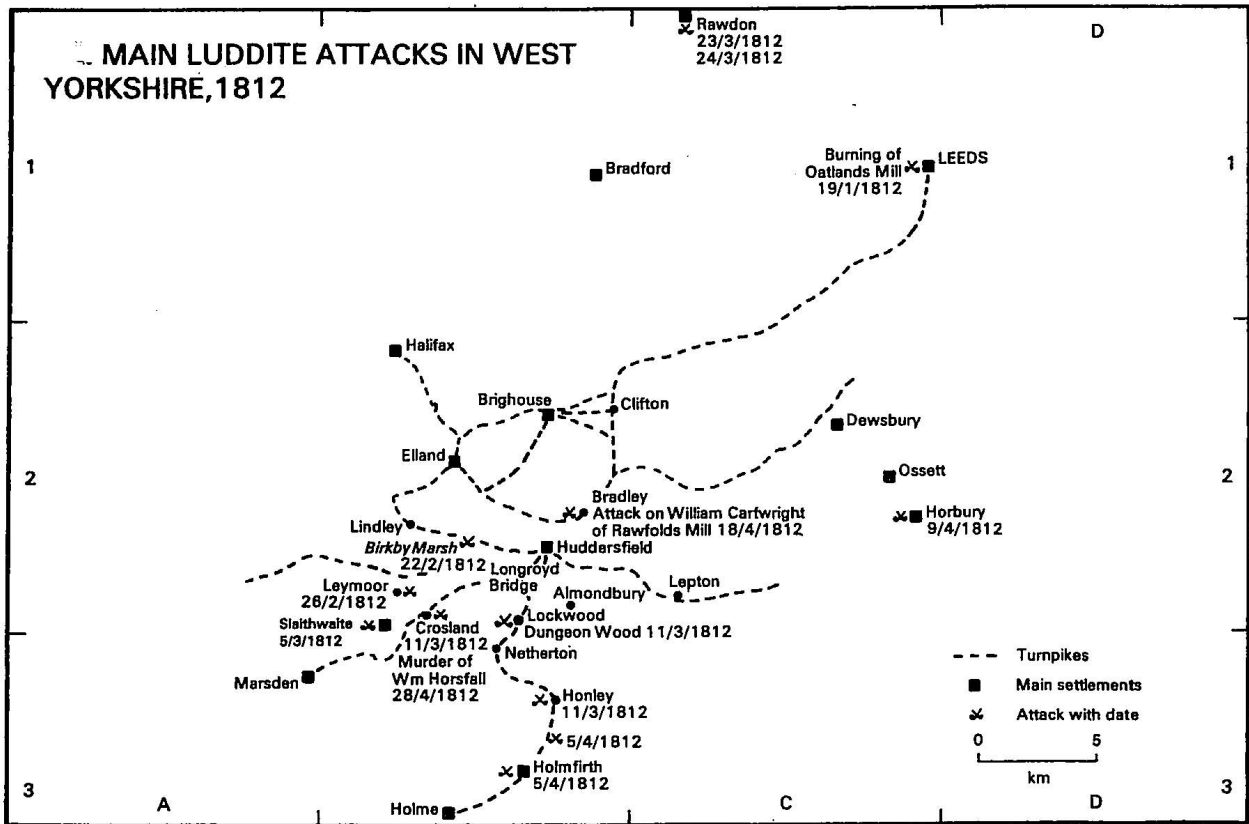 MAIN LUDDITE ATTACKS IN WEST
YORKSHIRE, 1812
Rawdon
23/3/1812
24/3/1812
D
1
Bradford
Burning of
Oatlands Mill
19/1/1812
LEEDS
1
Halifax
Brighouse
Clifton
Dewsbury
Elland
Ossett
2
2
Bradley
Attack on William Cartwright
of Rawfolds Mill 18/4/1812
Horbury
9/4/1812
Lindley
Birkby Marsh
22/2/1812
Huddersfield
Longroyd
Bridge
Leymoor
26/2/1812
Almondbury
Lepton
Slaithwaite
5/3/1812
Crosland
11/3/1812
Lockwood
Dungeon Wood 11/3/1812
Murder of
Wm Horsfall
28/4/1812
Netherton
Marsden
Honley
11/3/1812
5/4/1812
Holmfirth
5/4/1812
Holme
Turnpikes
Main settlements
Attack with date
0 5
km
3
A
C
D
3